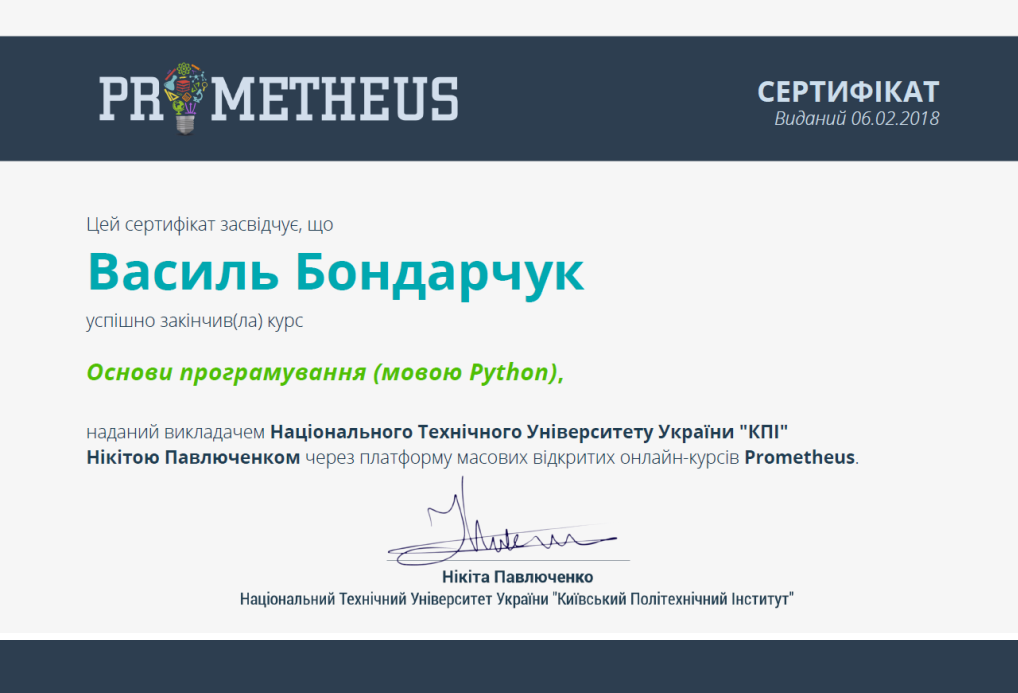 PROMETHEUS
СЕРТИФІКАТ
Виданий 06.02.2018
Цей сертифікат засвідчує, що
Василь Бондарчук
успішно закінчив(ла) курс
Основи програмування (мовою Python),
наданий викладачем Національного Технічного Університету України "КПІ"
Нікітою Павлюченком через платформу масових відкритих онлайн-курсів Prometheus.
Нікіта Павлюченко
Національний Технічний Університет України "Київський Політехнічний Інститут"